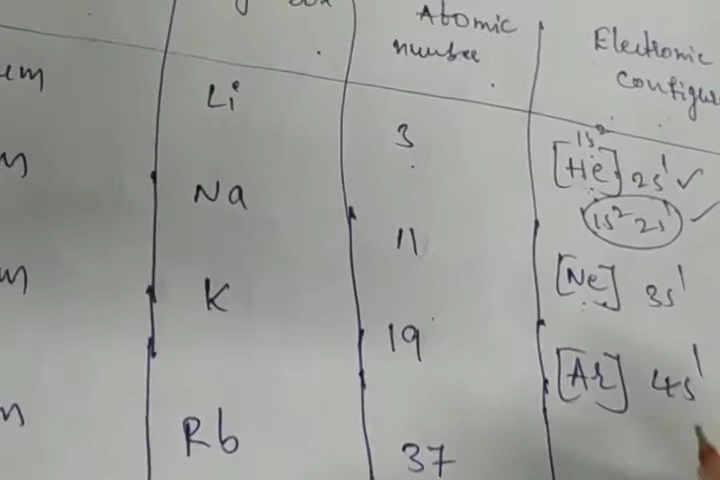 Atomic
number
Electronic
Li
3
1s²
[He] 2s¹ ✓
1s² 2s¹ ✓
Na
11
[Ne] 3s¹
K
19
[Ar] 4s¹
Rb
37